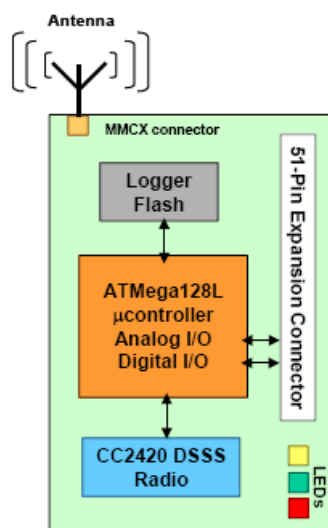 Antenna
MMCX connector
Logger
Flash
51-Pin Expansion Connector
ATMega128L
μcontroller
Analog I/O
Digital I/O
CC2420 DSSS
Radio
LEDs